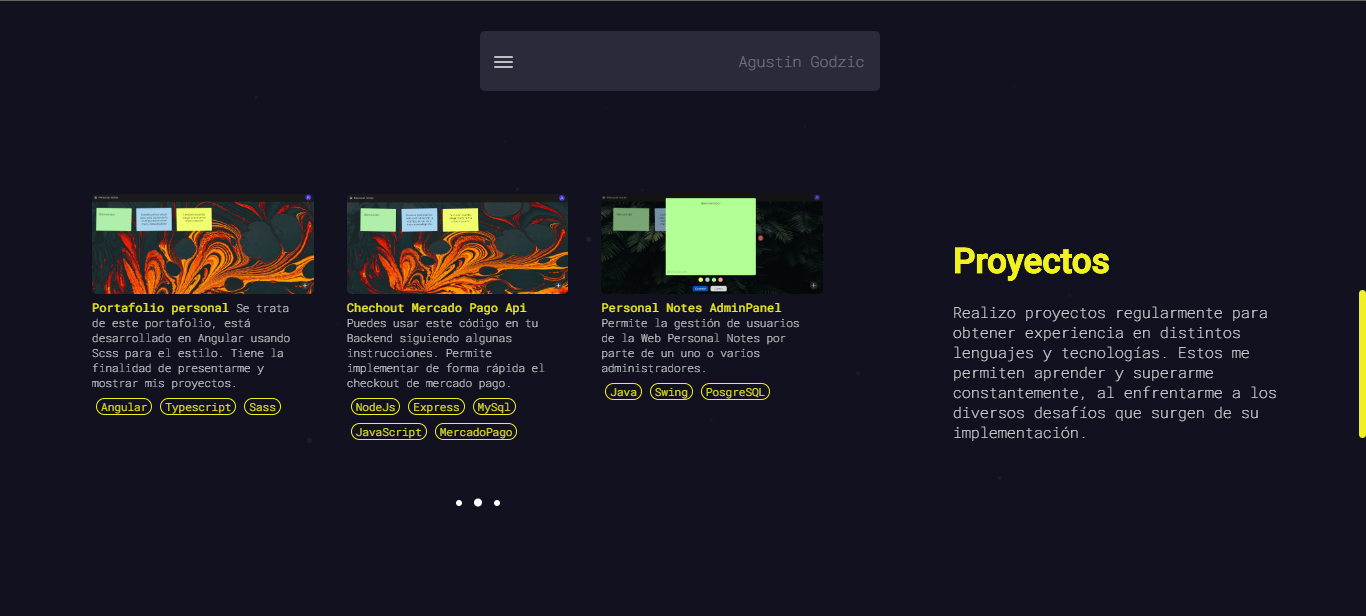 Agustin Godzic
Portafolio personal Se trata
de este portafolio, está
desarrollado en Angular usando
Scss para el estilo. Tiene la
finalidad de presentarme y
mostrar mis proyectos.
Angular Typescript Sass
Chechout Mercado Pago Api
Puedes usar este código en tu
Backend siguiendo algunas
instrucciones. Permite
implementar de forma rápida el
checkout de mercado pago.
NodeJs Express MySql
JavaScript MercadoPago
Personal Notes AdminPanel
Permite la gestión de usuarios
de la Web Personal Notes por
parte de un uno o varios
administradores.
Java Swing PosgreSQL
Proyectos
Realizo proyectos regularmente para
obtener experiencia en distintos
lenguajes y tecnologías. Estos me
permiten aprender y superarme
constantemente, al enfrentarme a los
diversos desafíos que surgen de su
implementación.